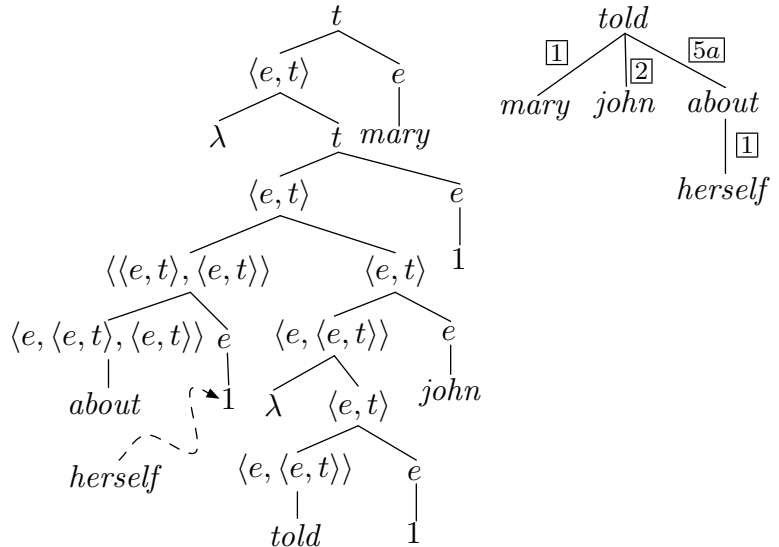 t
⟨e, t⟩ e
λ t mary
⟨e, t⟩ e
⟨⟨e, t⟩, ⟨e, t⟩⟩ ⟨e, t⟩ 1
⟨e, ⟨e, t⟩, ⟨e, t⟩⟩ e ⟨e, ⟨e, t⟩⟩ e
about 1 λ ⟨e, t⟩ john
herself ⟨e, ⟨e, t⟩⟩ e
told 1
told
1 2 5a
mary john about
1
herself